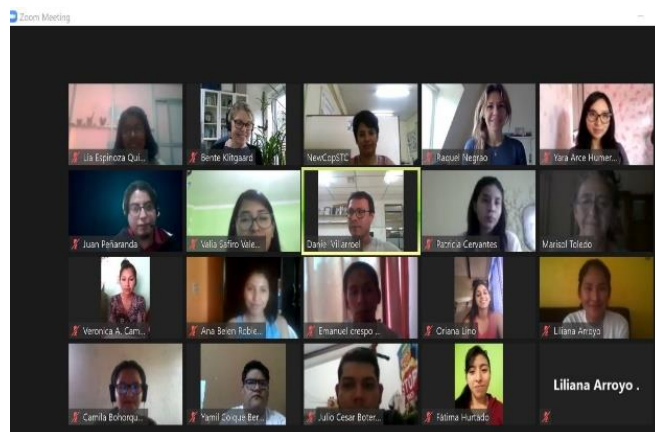 Zoom Meeting
Lia Espinoza Qui...
Bente Klitgaard
NewCopSTC
Raquel Negrao
Yara Arce Humer...
Juan Peñaranda
Valia Safiro Vale...
Daniel Villarroel
Patricia Cervantes
Marisol Toledo
Veronica A. Cam...
Ana Belen Roble...
Emanuel crespo ...
Oriana Lino
Liliana Arroyo
Camila Bohorqu...
Yamil Colque Ber...
Julio Cesar Boter...
Fatima Hurtado
Liliana Arroyo .